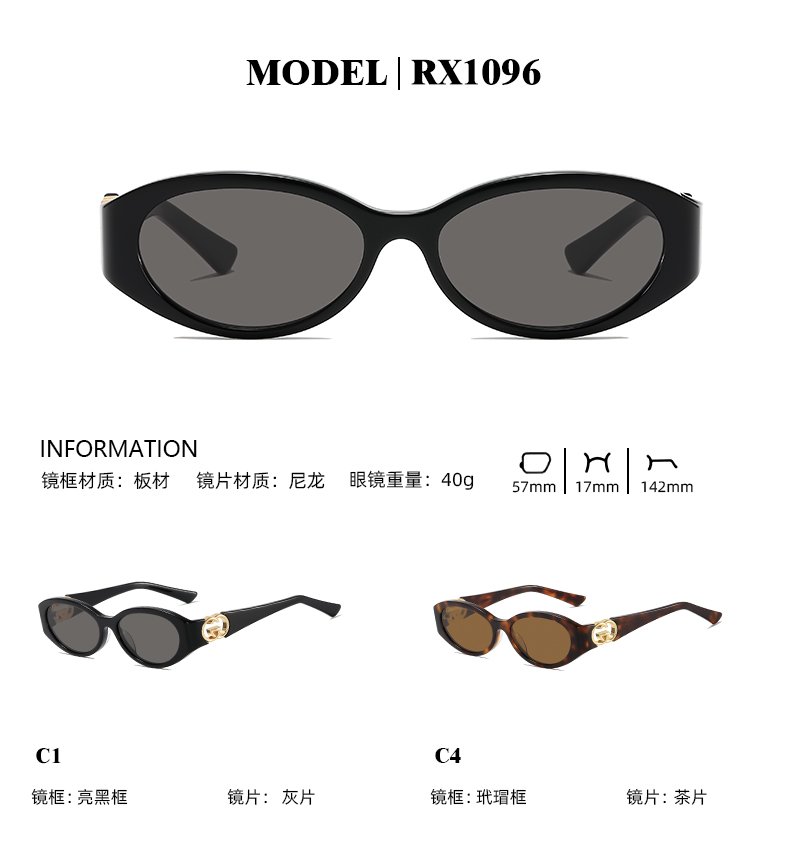 MODEL | RX1096
INFORMATION
镜框材质：板材 镜片材质：尼龙 眼镜重量：40g
57mm 17mm 142mm
C1 C4
镜框：亮黑框 镜片： 灰片 镜框：玳瑁框 镜片：茶片